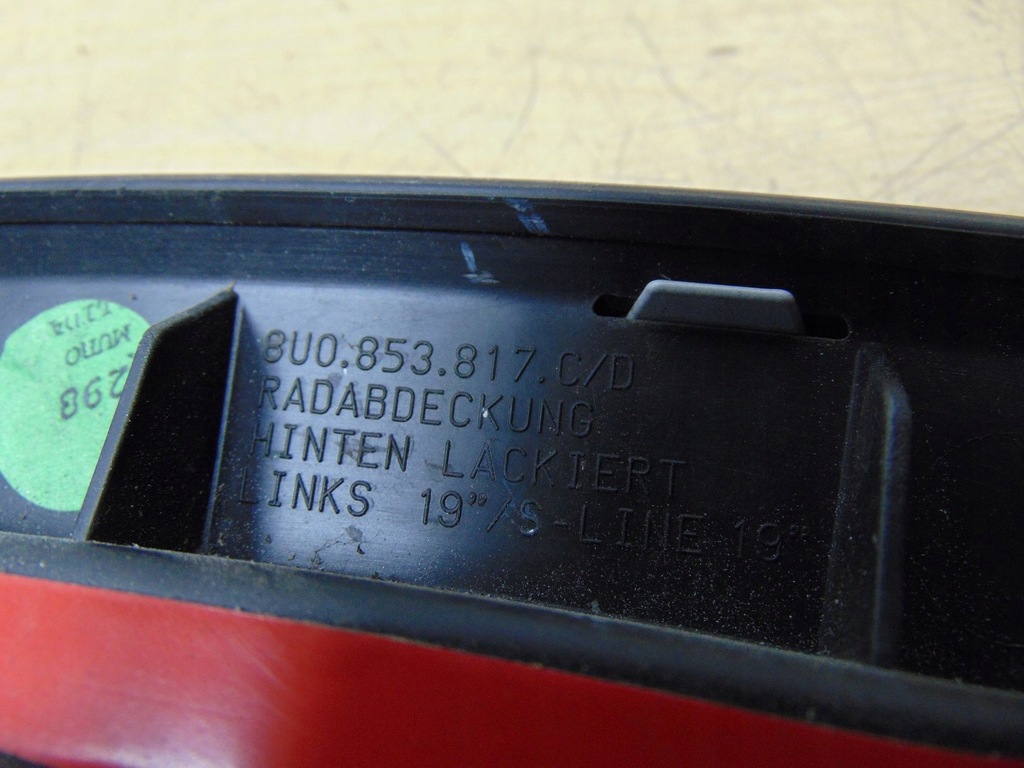 8U0.853.817.C/D
RADABDECKUNG
HINTEN LACKIERT
LINKS 19"/S-LINE 19"
298